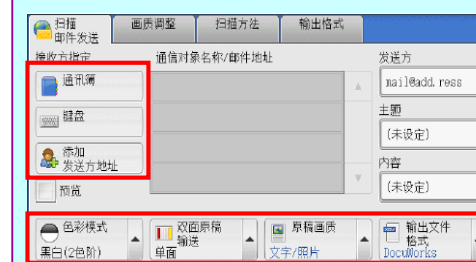 扫描
邮件发送
画质调整
扫描方法
输出格式
接收方指定
通信对象名称/邮件地址
发送方
通讯簿
mail@add.ress
键盘
主题
(未设定)
添加
发送方地址
内容
预览
(未设定)
色彩模式
黑白(2色阶)
双面原稿
输送
单面
原稿画质
文字/照片
输出文件
格式
DocuWorks